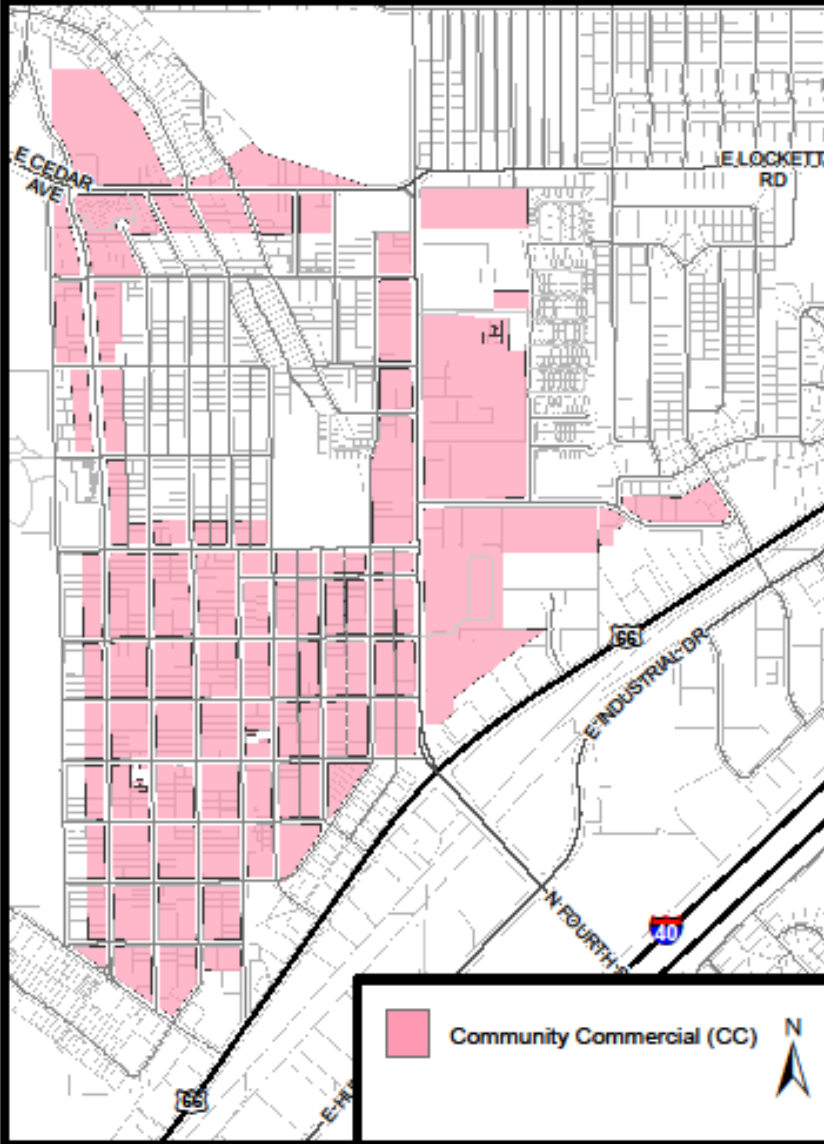 E CEDAR
AVE
E LOCKETT
RD
66
E INDUSTRIAL DR
40
N FOURTH
66
Community Commercial (CC)
N